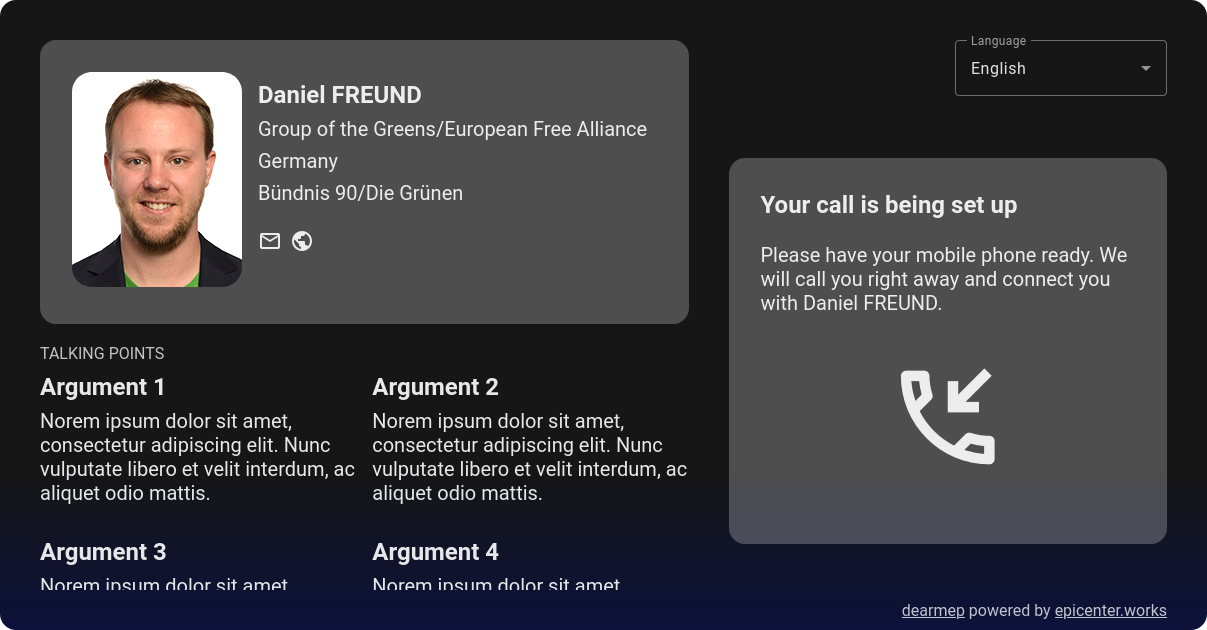 Daniel FREUND
Group of the Greens/European Free Alliance
Germany
Bündnis 90/Die Grünen
TALKING POINTS
Argument 1
Norem ipsum dolor sit amet,
consectetur adipiscing elit. Nunc
vulputate libero et velit interdum, ac
aliquet odio mattis.
Argument 2
Norem ipsum dolor sit amet,
consectetur adipiscing elit. Nunc
vulputate libero et velit interdum, ac
aliquet odio mattis.
Argument 3
Norem ipsum dolor sit amet
Argument 4
Norem ipsum dolor sit amet
Language
English
Your call is being set up
Please have your mobile phone ready. We
will call you right away and connect you
with Daniel FREUND.
dearmep powered by epicenter.works